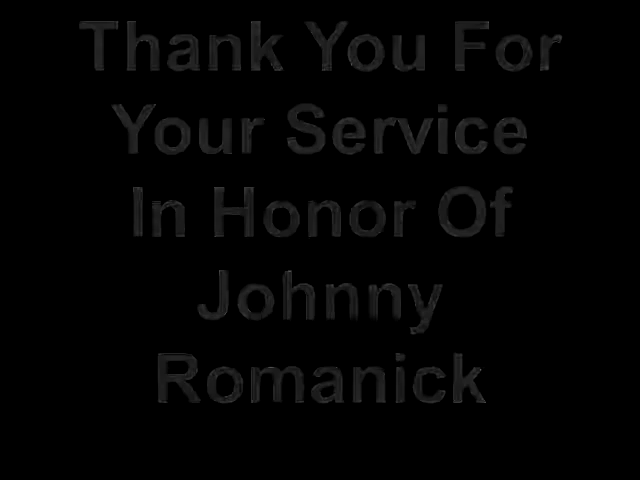 Thank You For
Your Service
In Honor Of
Johnny
Romanick